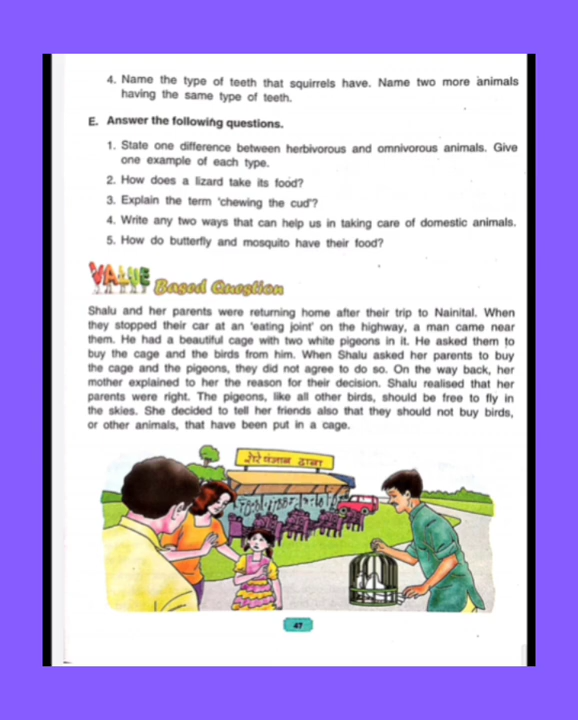 4. Name the type of teeth that squirrels have. Name two more animals
having the same type of teeth.
E. Answer the following questions.
1. State one difference between herbivorous and omnivorous animals. Give
one example of each type.
2. How does a lizard take its food?
3. Explain the term 'chewing the cud'?
4. Write any two ways that can help us in taking care of domestic animals.
5. How do butterfly and mosquito have their food?
VALUE
Based Question
Shalu and her parents were returning home after their trip to Nainital. When
they stopped their car at an 'eating joint' on the highway, a man came near
them. He had a beautiful cage with two white pigeons in it. He asked them to
buy the cage and the birds from him. When Shalu asked her parents to buy
the cage and the pigeons, they did not agree to do so. On the way back, her
mother explained to her the reason for their decision. Shalu realised that her
parents were right. The pigeons, like all other birds, should be free to fly in
the skies. She decided to tell her friends also that they should not buy birds,
or other animals, that have been put in a cage.
पंजाब ढाबा
47